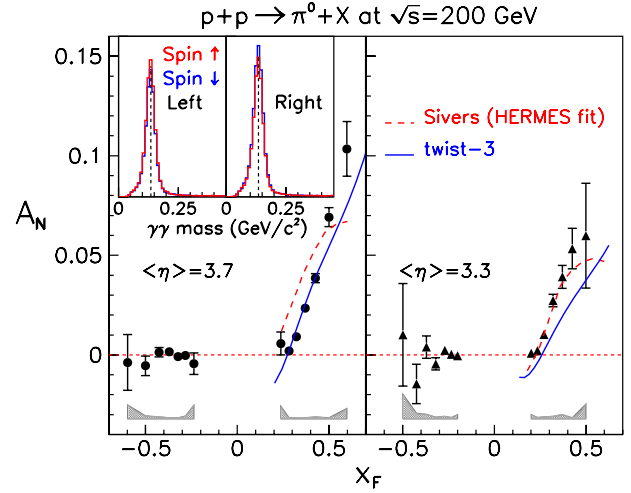 p+p → π⁰+X at √s=200 GeV
0.15
0.1
0.05
0
A_N
Spin ↑
Spin ↓
Left
Right
0
0.25
0
0.25
γγ mass (GeV/c²)
<η>=3.7
Sivers (HERMES fit)
twist−3
<η>=3.3
−0.5
0
0.5
−0.5
0
0.5
x_F